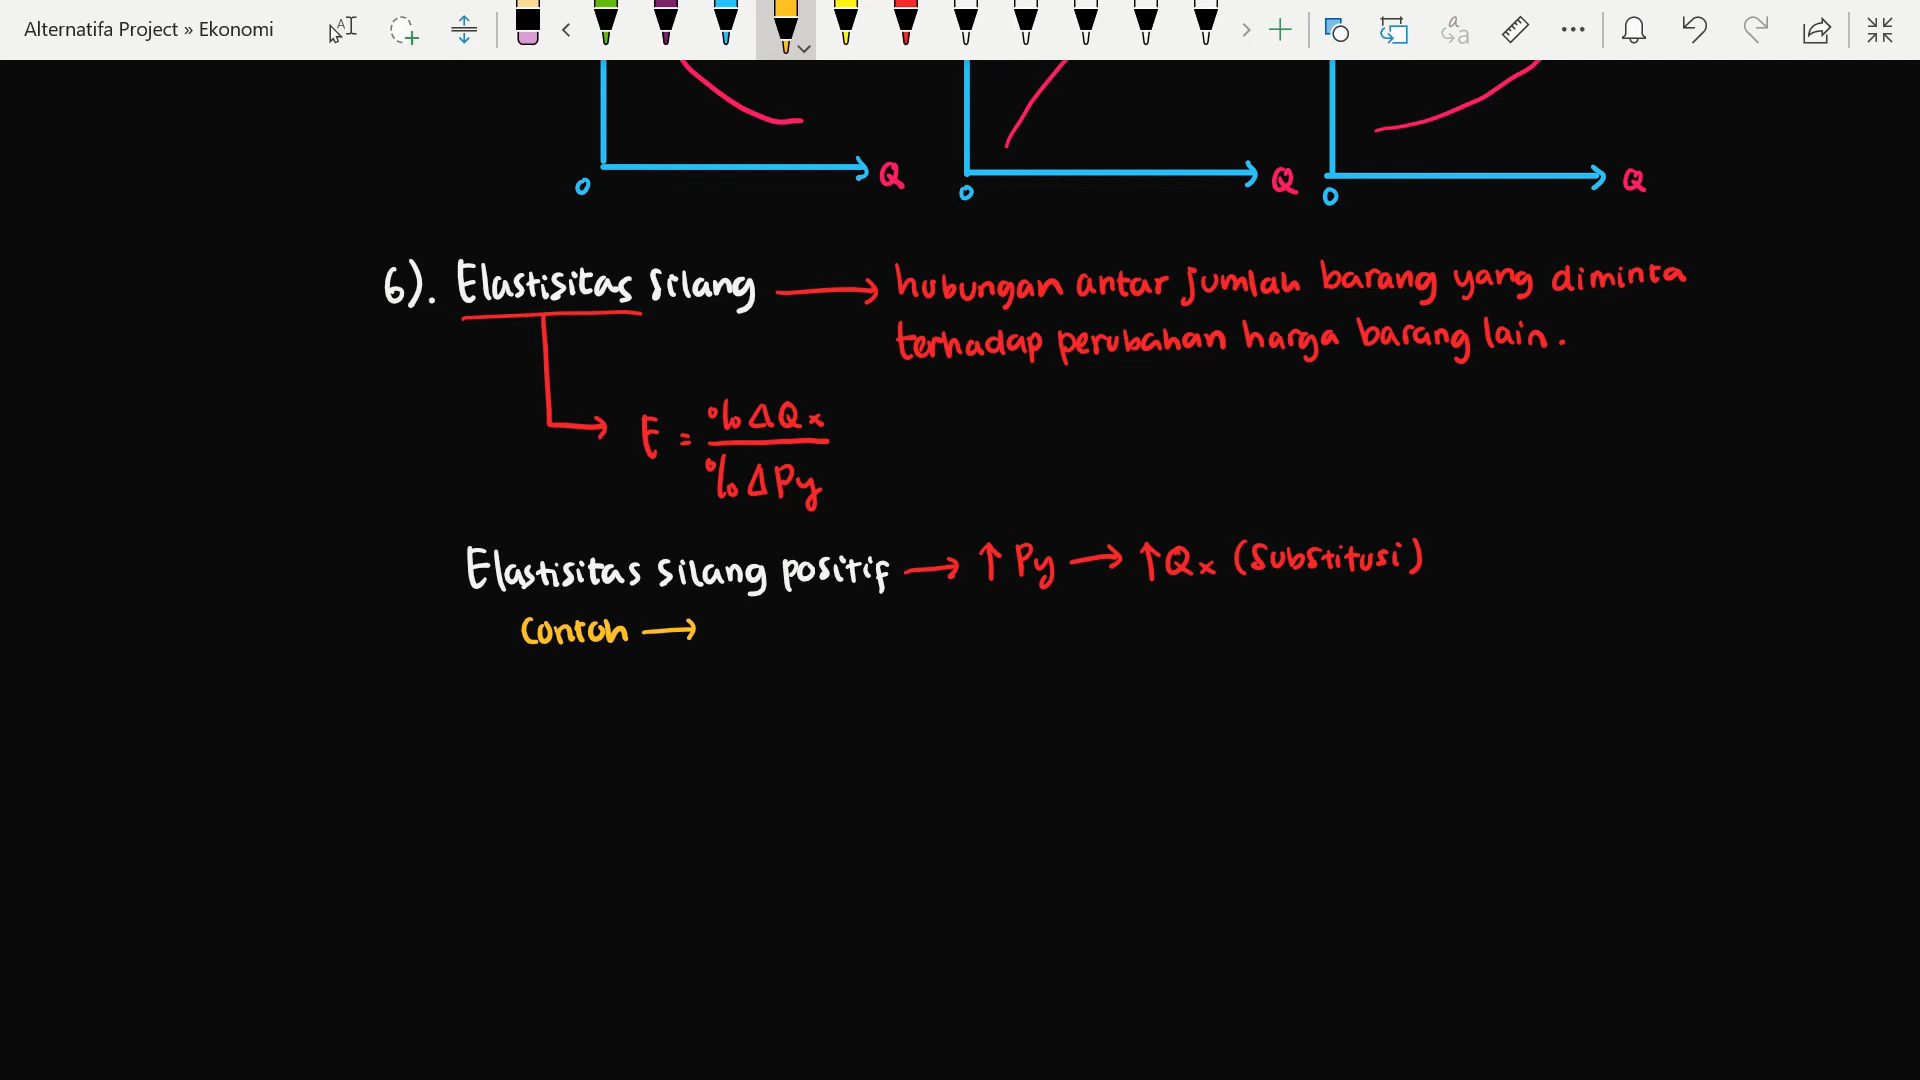 Alternatifa Project » Ekonomi
Q
Q
Q
0
0
0
6). Elastisitas silang → hubungan antar jumlah barang yang diminta
terhadap perubahan harga barang lain.
E = %ΔQx
%ΔPy
Elastisitas silang positif → ↑ Py → ↑Qx (Substitusi)
Contoh →